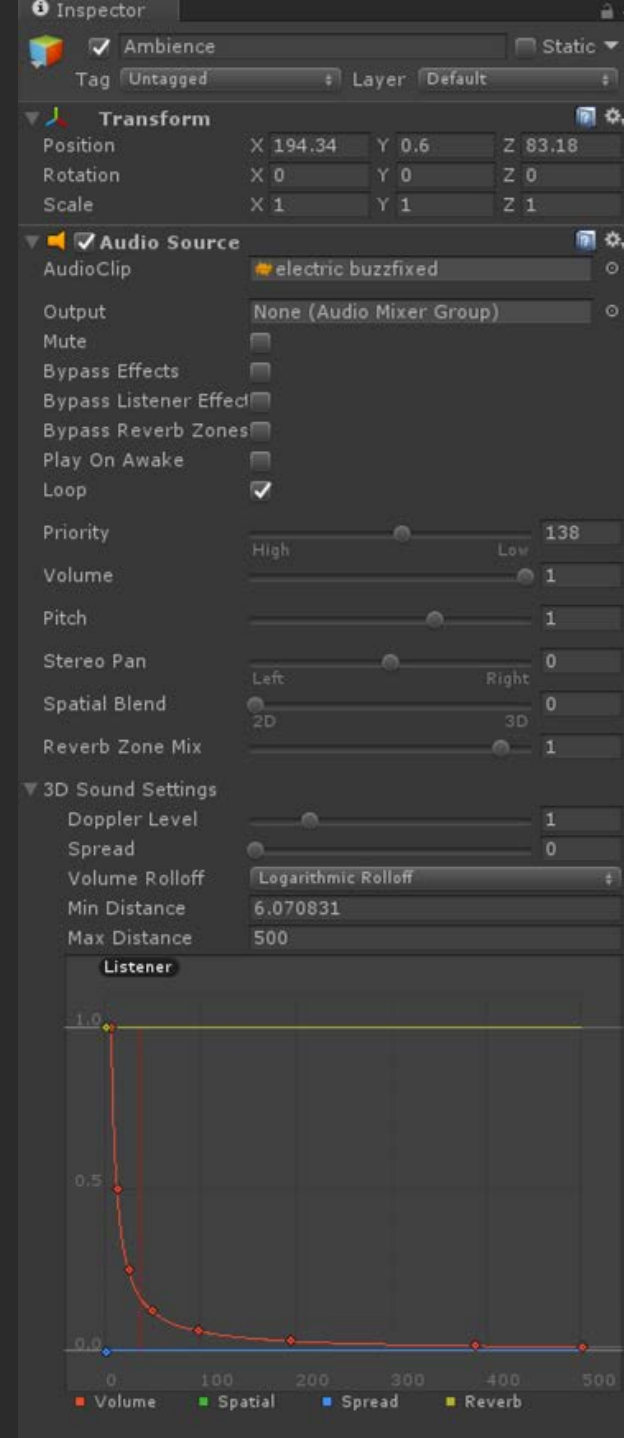 Inspector
Ambience Static
Tag Untagged Layer Default
Transform
Position X 194.34 Y 0.6 Z 83.18
Rotation X 0 Y 0 Z 0
Scale X 1 Y 1 Z 1
Audio Source
AudioClip electric buzzfixed
Output None (Audio Mixer Group)
Mute
Bypass Effects
Bypass Listener Effect
Bypass Reverb Zones
Play On Awake
Loop
Priority 138
High Low
Volume 1
Pitch 1
Stereo Pan 0
Left Right
Spatial Blend 0
2D 3D
Reverb Zone Mix 1
3D Sound Settings
Doppler Level 1
Spread 0
Volume Rolloff Logarithmic Rolloff
Min Distance 6.070831
Max Distance 500
Listener
1.0
0.5
0.0
0 100 200 300 400 500
Volume Spatial Spread Reverb